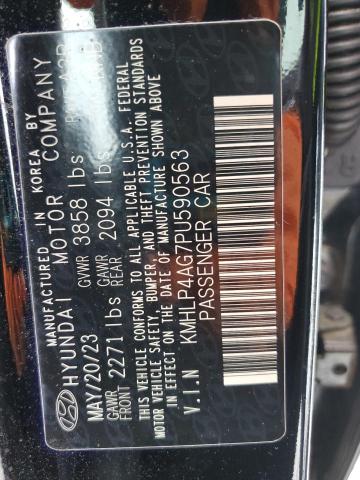 MANUFACTURED IN KOREA BY
HYUNDAI MOTOR COMPANY
MAY/20/23 GVWR 3858 lbs
GAWR FRONT 2271 lbs GAWR REAR 2094 lbs
THIS VEHICLE CONFORMS TO ALL APPLICABLE U.S.A. FEDERAL
MOTOR VEHICLE SAFETY, BUMPER, AND THEFT PREVENTION STANDARDS
IN EFFECT ON THE DATE OF MANUFACTURE SHOWN ABOVE
V.I.N KMHLP4AG7PU590563
PASSENGER CAR